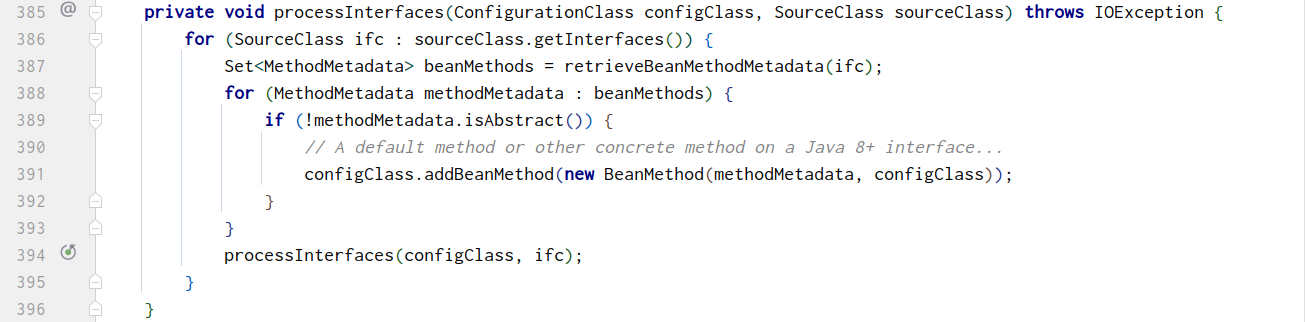 385 @ private void processInterfaces(ConfigurationClass configClass, SourceClass sourceClass) throws IOException {
386 for (SourceClass ifc : sourceClass.getInterfaces()) {
387 Set<MethodMetadata> beanMethods = retrieveBeanMethodMetadata(ifc);
388 for (MethodMetadata methodMetadata : beanMethods) {
389 if (!methodMetadata.isAbstract()) {
390 // A default method or other concrete method on a Java 8+ interface...
391 configClass.addBeanMethod(new BeanMethod(methodMetadata, configClass));
392 }
393 }
394 processInterfaces(configClass, ifc);
395 }
396 }